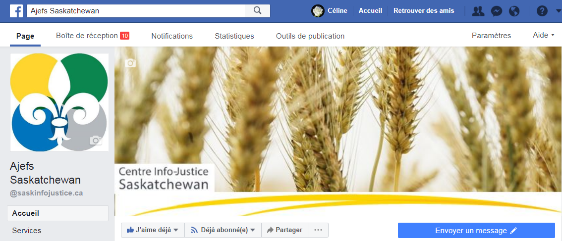 Ajefs Saskatchewan
Céline Accueil Retrouver des amis
Page Boîte de réception 10 Notifications Statistiques Outils de publication Paramètres Aide
Ajefs
Saskatchewan
@saskinfojustice.ca
Accueil
Services
Centre Info-Justice
Saskatchewan
J'aime déjà Déjà abonné(e) Partager ... Envoyer un message